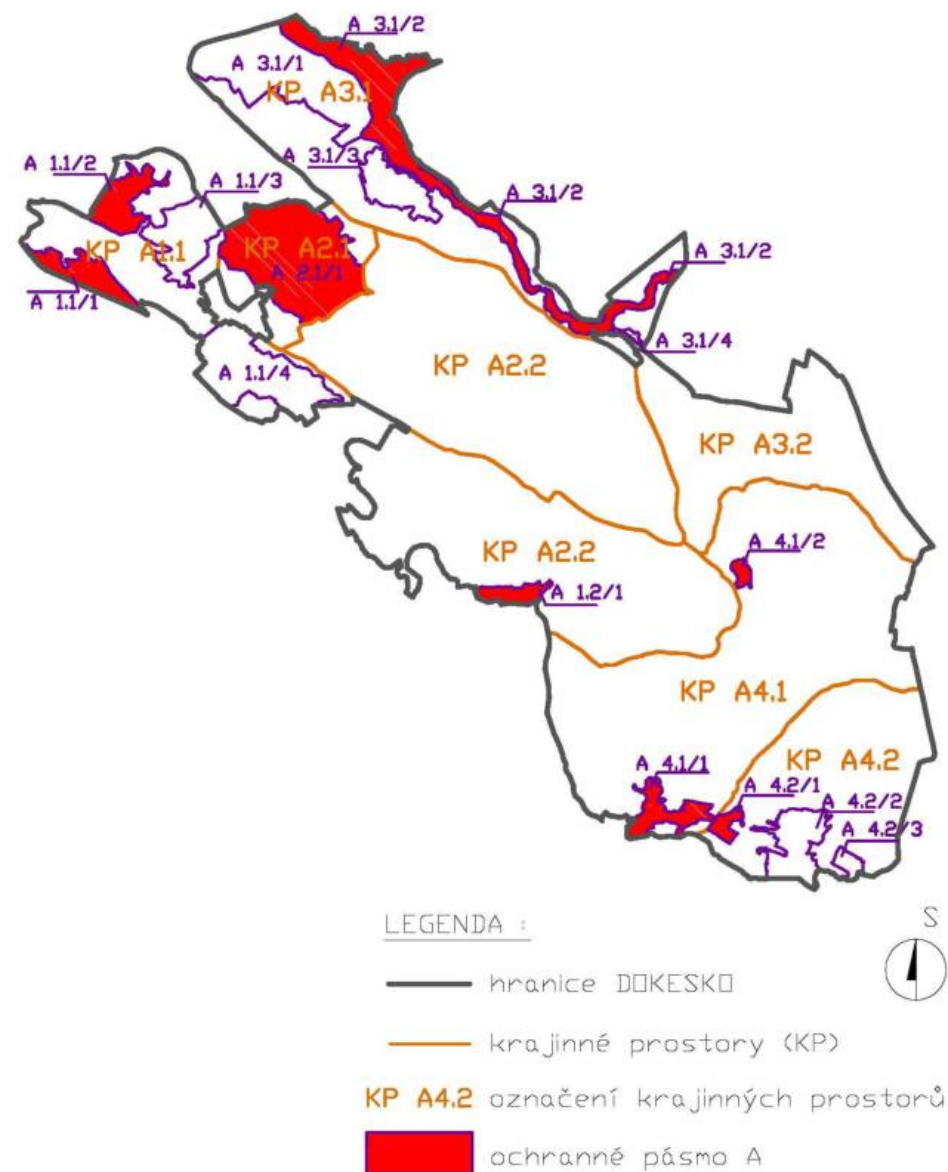 A 3.1/2
A 3.1/1
KP A3.1
A 3.1/3
A 1.1/2
A 1.1/3
A 3.1/2
KP A1.1
KP A2.1
A 2.1/1
A 3.1/2
A 1.1/1
A 3.1/4
KP A2.2
A 1.1/4
KP A3.2
KP A2.2
A 4.1/2
A 1.2/1
KP A4.1
KP A4.2
A 4.1/1
A 4.2/1
A 4.2/2
A 4.2/3
LEGENDA :
S
hranice DOKESKO
krajinné prostory (KP)
KP A4.2 označení krajinných prostorů
ochranné pásmo A